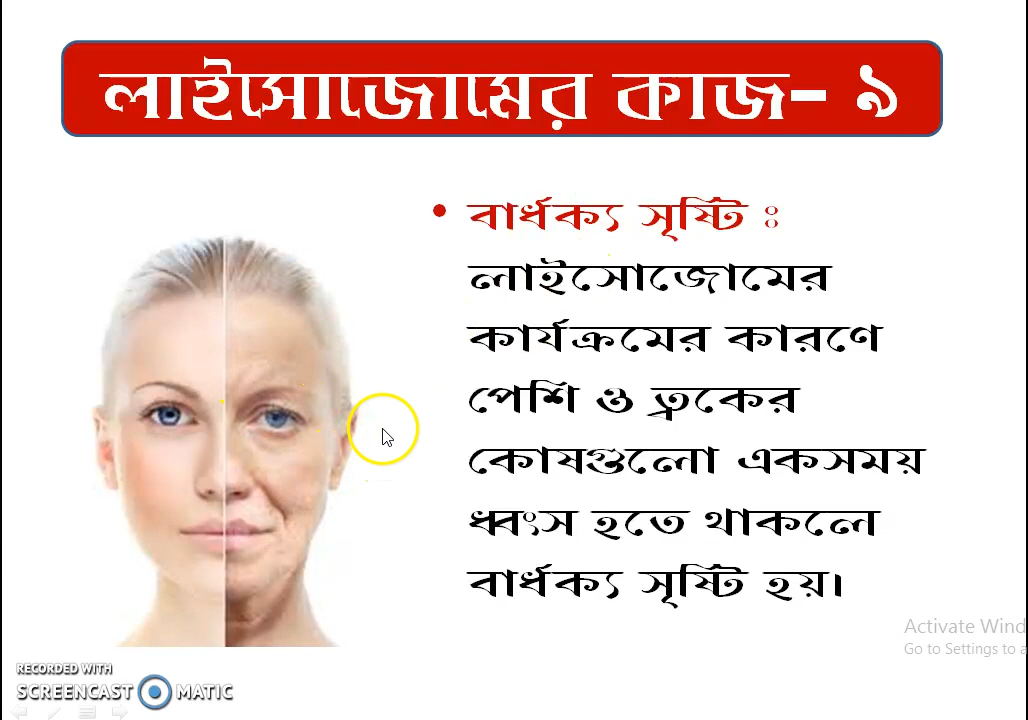 লাইসোজোমের কাজ– ৯
• বার্ধক্য সৃষ্টি ঃ
লাইসোজোমের
কার্যক্রমের কারণে
পেশি ও ত্বকের
কোষগুলো একসময়
ধ্বংস হতে থাকলে
বার্ধক্য সৃষ্টি হয়।
Activate Wind
Go to Settings to a
RECORDED WITH
SCREENCAST MATIC